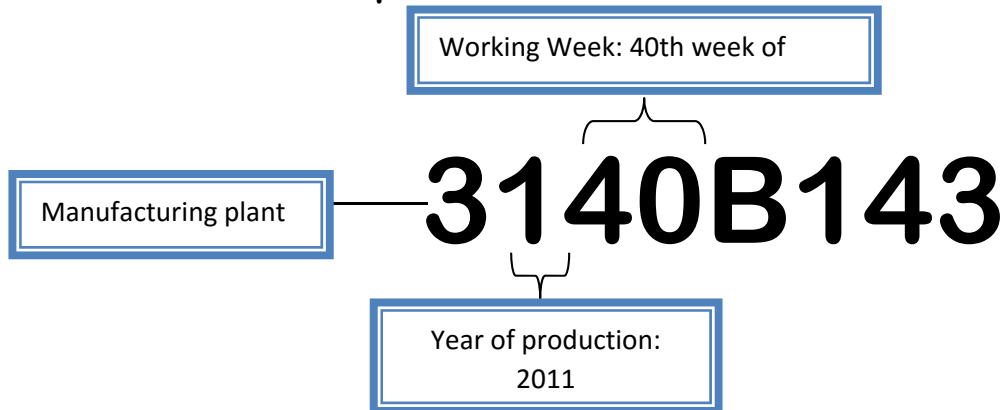 Working Week: 40th week of
3140B143
Manufacturing plant
Year of production:
2011